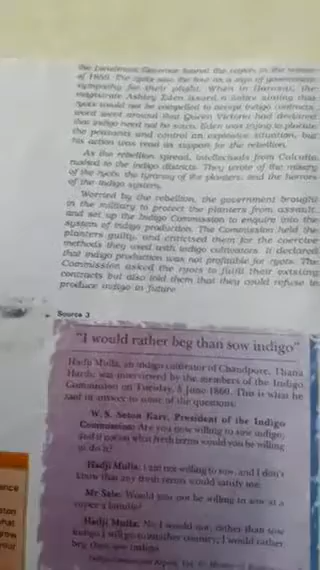 the Lieutenant Governor toured the region in the winter
of 1859. The ryots saw the tour as a sign of government
sympathy for their plight. When in Barasat, the
magistrate Ashley Eden issued a notice stating that
ryots would not be compelled to accept indigo contracts,
word went around that Queen Victoria had declared
that indigo need not be sown. Eden was trying to placate
the peasants and control an explosive situation, but
his action was read as support for the rebellion.
As the rebellion spread, intellectuals from Calcutta
rushed to the indigo districts. They wrote of the misery
of the ryots, the tyranny of the planters, and the horrors
of the indigo system.
Worried by the rebellion, the government brought
in the military to protect the planters from assault,
and set up the Indigo Commission to enquire into the
system of indigo production. The Commission held the
planters guilty, and criticised them for the coercive
methods they used with indigo cultivators. It declared
that indigo production was not profitable for ryots. The
Commission asked the ryots to fulfil their existing
contracts but also told them that they could refuse to
produce indigo in future.
Source 3
"I would rather beg than sow indigo"
Hadji Mulla, an indigo cultivator of Chandpore, Thana
Hardi, was interviewed by the members of the Indigo
Commission on Tuesday, 5 June 1860. This is what he
said in answer to some of the questions:
W. S. Seton Karr, President of the Indigo
Commission: Are you now willing to sow indigo;
and if not on what fresh terms would you be willing
to do it?
Hadji Mulla: I am not willing to sow, and I don't
know that any fresh terms would satisfy me.
Mr Sale: Would you not be willing to sow at a
rupee a bundle?
Hadji Mulla: No I would not; rather than sow
indigo I will go to another country; I would rather
beg than sow indigo.